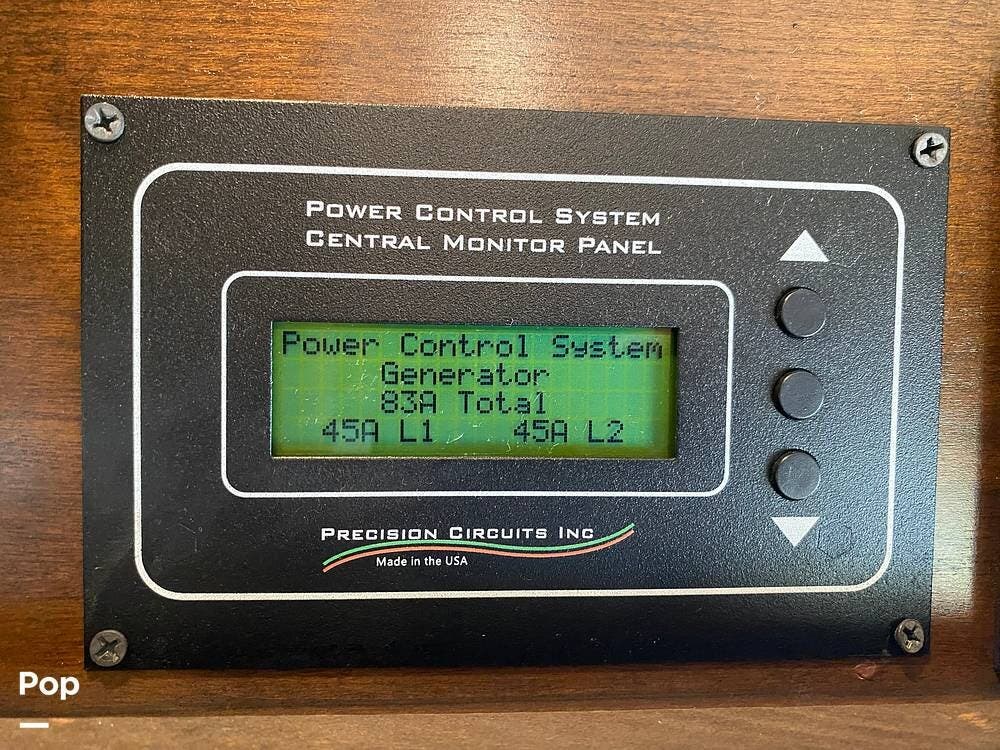 POWER CONTROL SYSTEM
CENTRAL MONITOR PANEL
Power Control System
Generator
83A Total
45A L1 45A L2
PRECISION CIRCUITS INC
Made in the USA
Pop